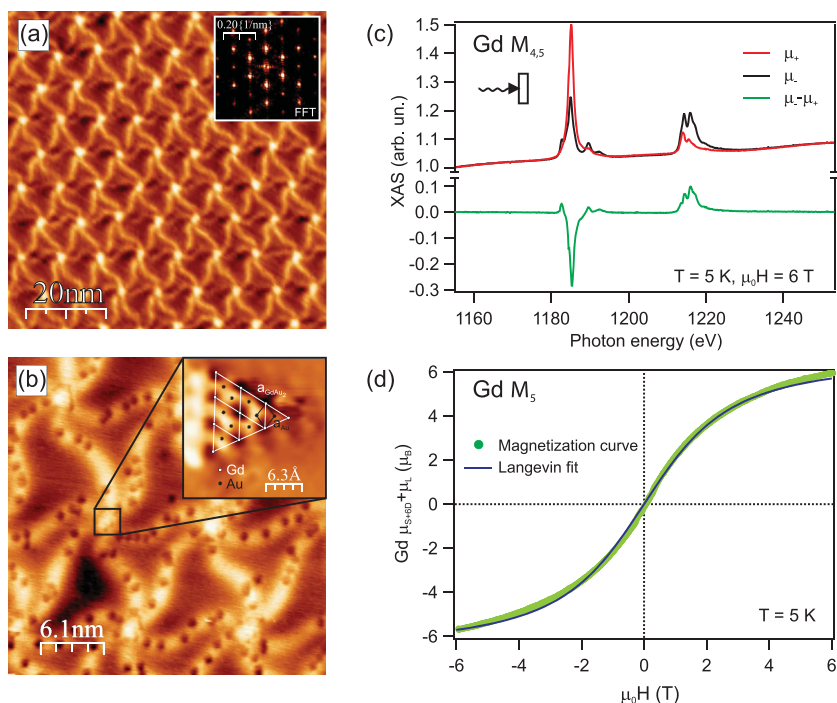 (a)
0.20[1/nm]
FFT
20nm
(b)
a_GdAu₂
a_Au
Gd
Au
6.3Å
6.1nm
(c)
Gd M₄,₅
μ₊
μ₋
μ₋-μ₊
XAS (arb. un.)
1.5
1.4
1.3
1.2
1.1
1.0
0.1
0.0
-0.1
-0.2
-0.3
T = 5 K, μ₀H = 6 T
1160
1180
1200
1220
1240
Photon energy (eV)
(d)
Gd M₅
Magnetization curve
Langevin fit
Gd μ_S+6D+μ_L (μ_B)
6
4
2
0
-2
-4
-6
T = 5 K
-6
-4
-2
0
2
4
6
μ₀H (T)